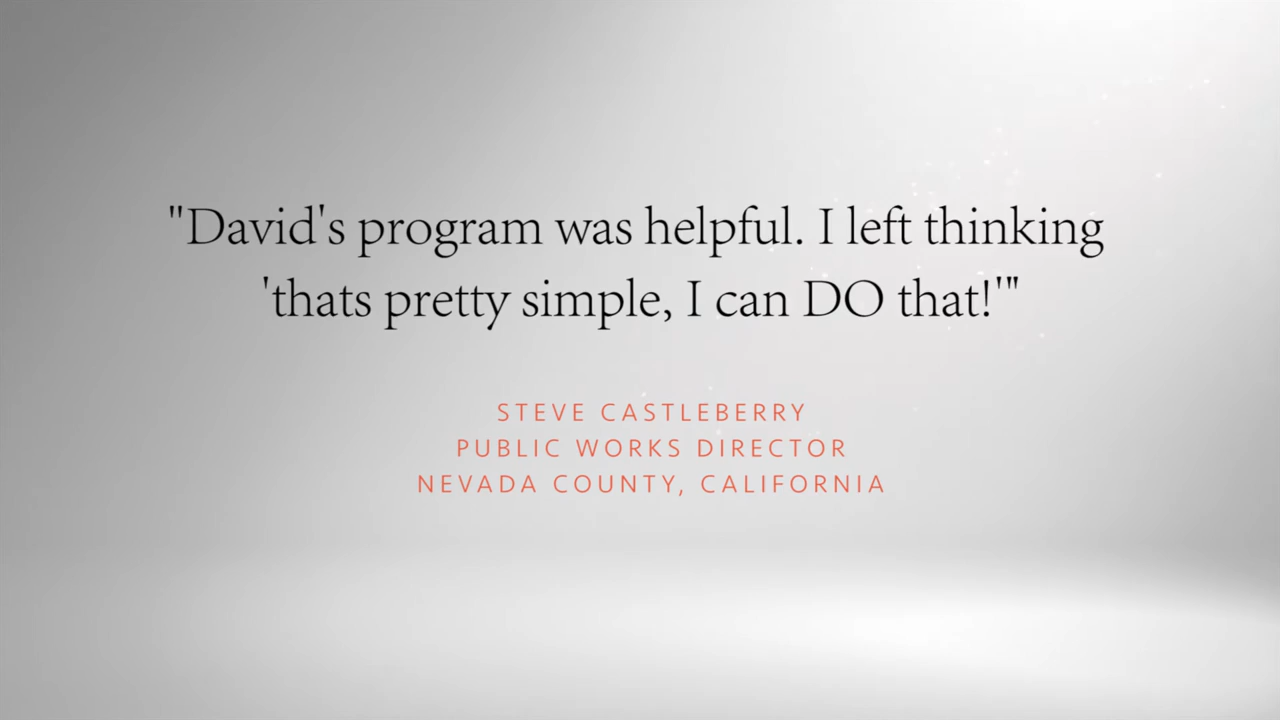 "David's program was helpful. I left thinking
'thats pretty simple, I can DO that!'"
STEVE CASTLEBERRY
PUBLIC WORKS DIRECTOR
NEVADA COUNTY, CALIFORNIA